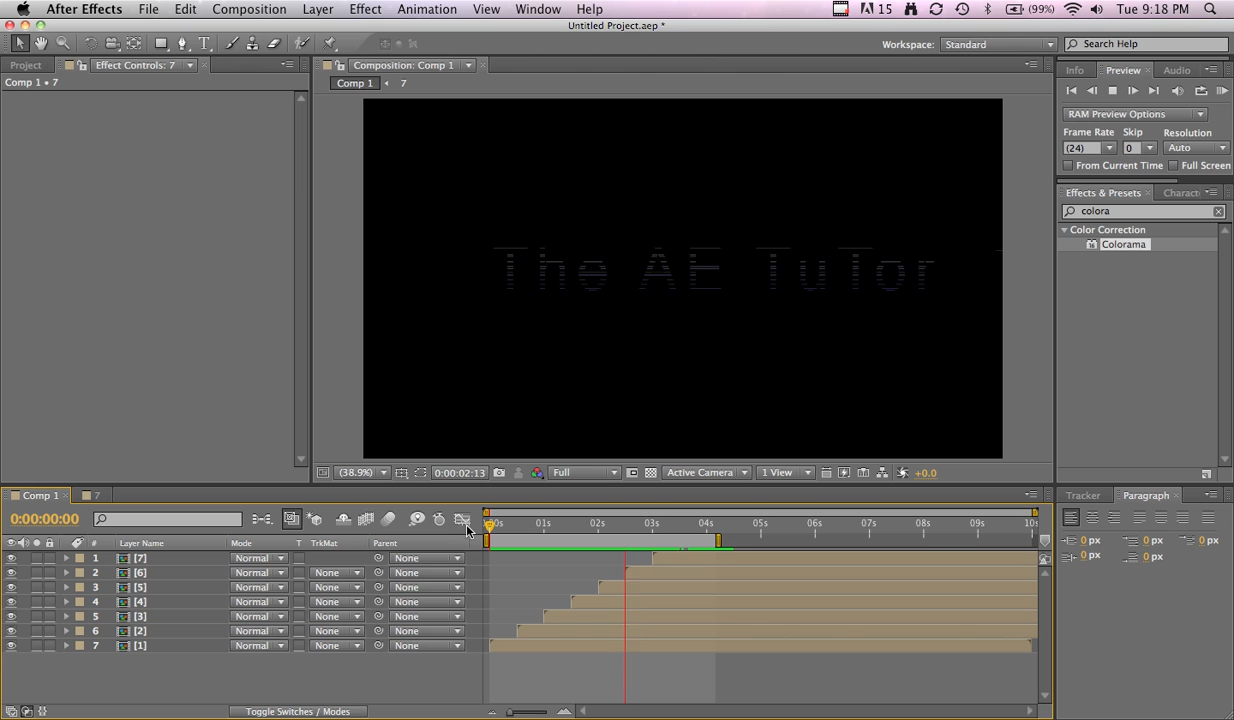 After Effects File Edit Composition Layer Effect Animation View Window Help 15 (99%) Tue 9:18 PM
Untitled Project.aep *
Workspace: Standard Search Help
Project Effect Controls: 7 Composition: Comp 1 Info Preview Audio
Comp 1 • 7 Comp 1 7
RAM Preview Options
Frame Rate Skip Resolution
(24) 0 Auto
From Current Time Full Screen
Effects & Presets Charact
colora
Color Correction
Colorama
The AE TuTor
(38.9%) 0:00:02:13 Full Active Camera 1 View +0.0
Comp 1 7 Tracker Paragraph
0:00:00:00 00s 01s 02s 03s 04s 05s 06s 07s 08s 09s 10s
# Layer Name Mode T TrkMat Parent
0 px 0 px 0 px
0 px 0 px
1 [7] Normal None
2 [6] Normal None None
3 [5] Normal None None
4 [4] Normal None None
5 [3] Normal None None
6 [2] Normal None None
7 [1] Normal None None
Toggle Switches / Modes